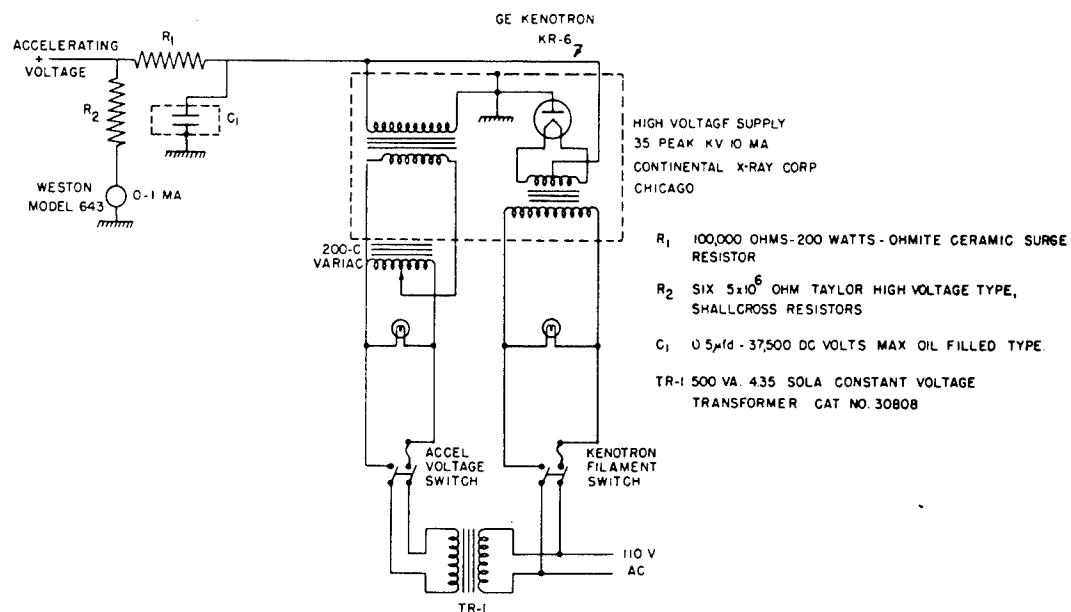 GE KENOTRON
KR-6
7
ACCELERATING
+
VOLTAGE
R1
R2
C1
WESTON
MODEL 643
0-1 MA
HIGH VOLTAGE SUPPLY
35 PEAK KV 10 MA
CONTINENTAL X-RAY CORP
CHICAGO
200-C
VARIAC
R1 100,000 OHMS-200 WATTS-OHMITE CERAMIC SURGE
RESISTOR
R2 SIX 5x10^6 OHM TAYLOR HIGH VOLTAGE TYPE,
SHALLCROSS RESISTORS
C1 0.5μfd-37,500 DC VOLTS MAX OIL FILLED TYPE.
TR-1 500 VA. 4.35 SOLA CONSTANT VOLTAGE
TRANSFORMER CAT NO. 30808
ACCEL
VOLTAGE
SWITCH
KENOTRON
FILAMENT
SWITCH
110 V
AC
TR-1